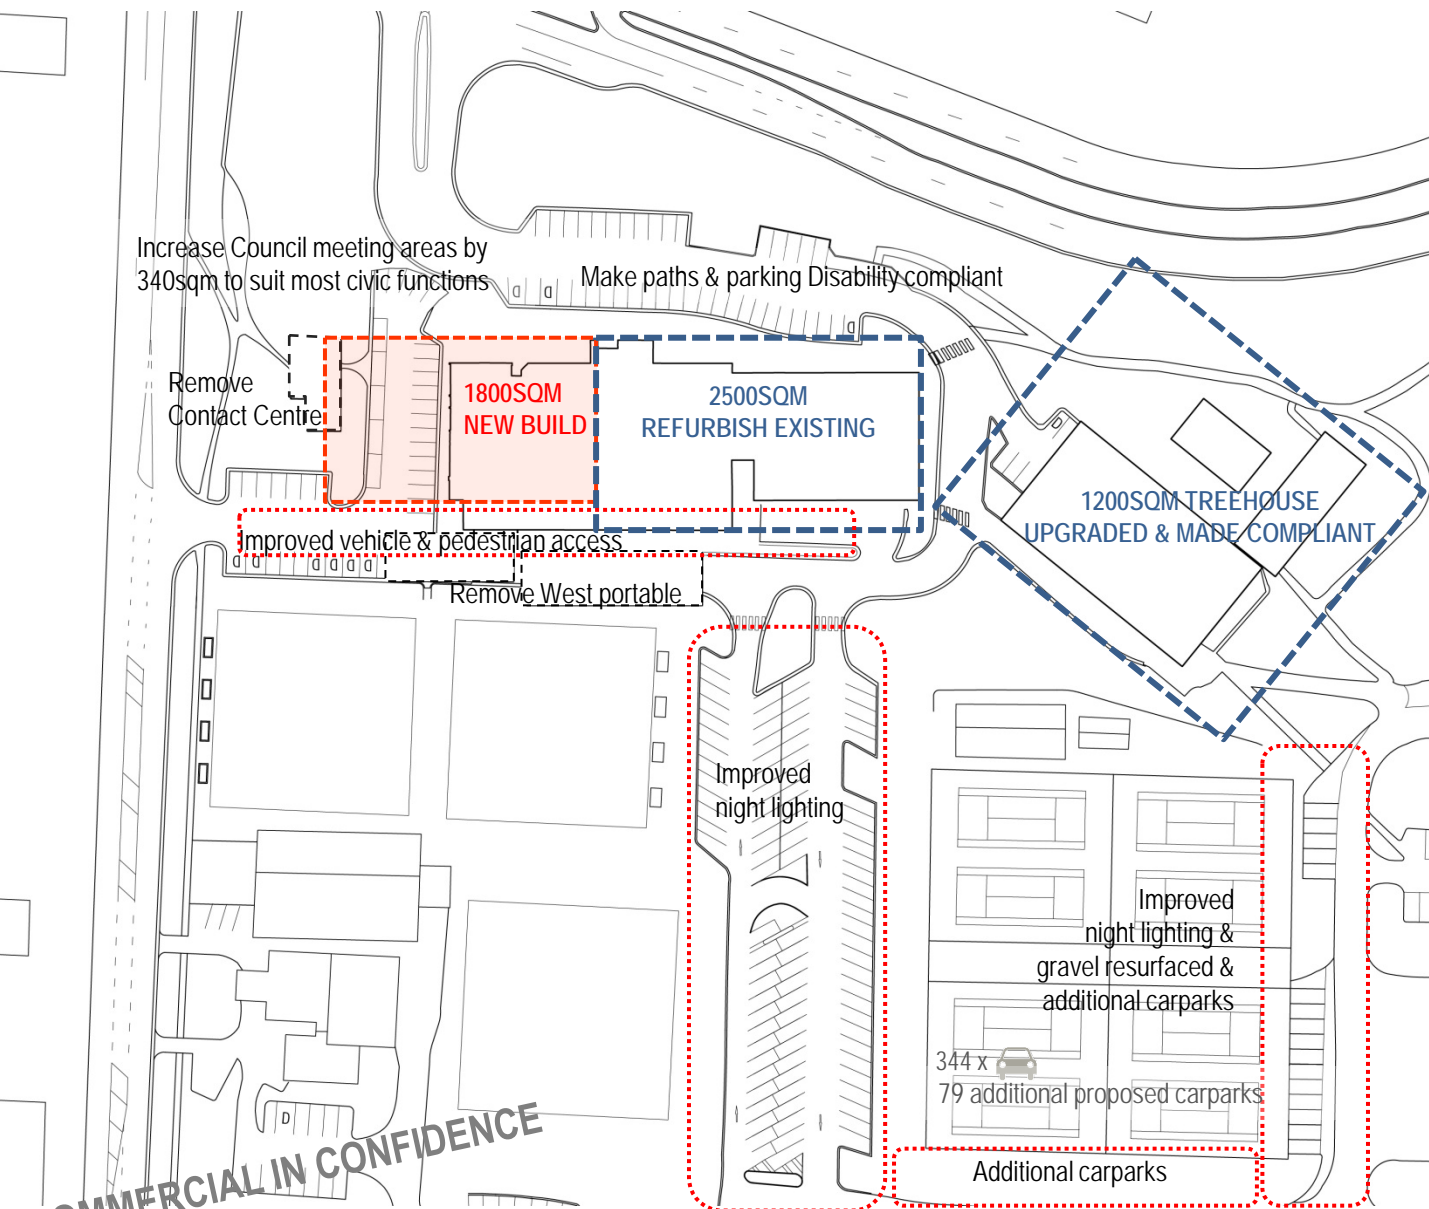 Increase Council meeting areas by
340sqm to suit most civic functions
Make paths & parking Disability compliant
Remove
Contact Centre
1800SQM
NEW BUILD
2500SQM
REFURBISH EXISTING
1200SQM TREEHOUSE
UPGRADED & MADE COMPLIANT
Improved vehicle & pedestrian access
Remove West portable
Improved
night lighting
Improved
night lighting &
gravel resurfaced &
additional carparks
344 x
79 additional proposed carparks
Additional carparks
D
OMMERCIAL IN CONFIDENCE